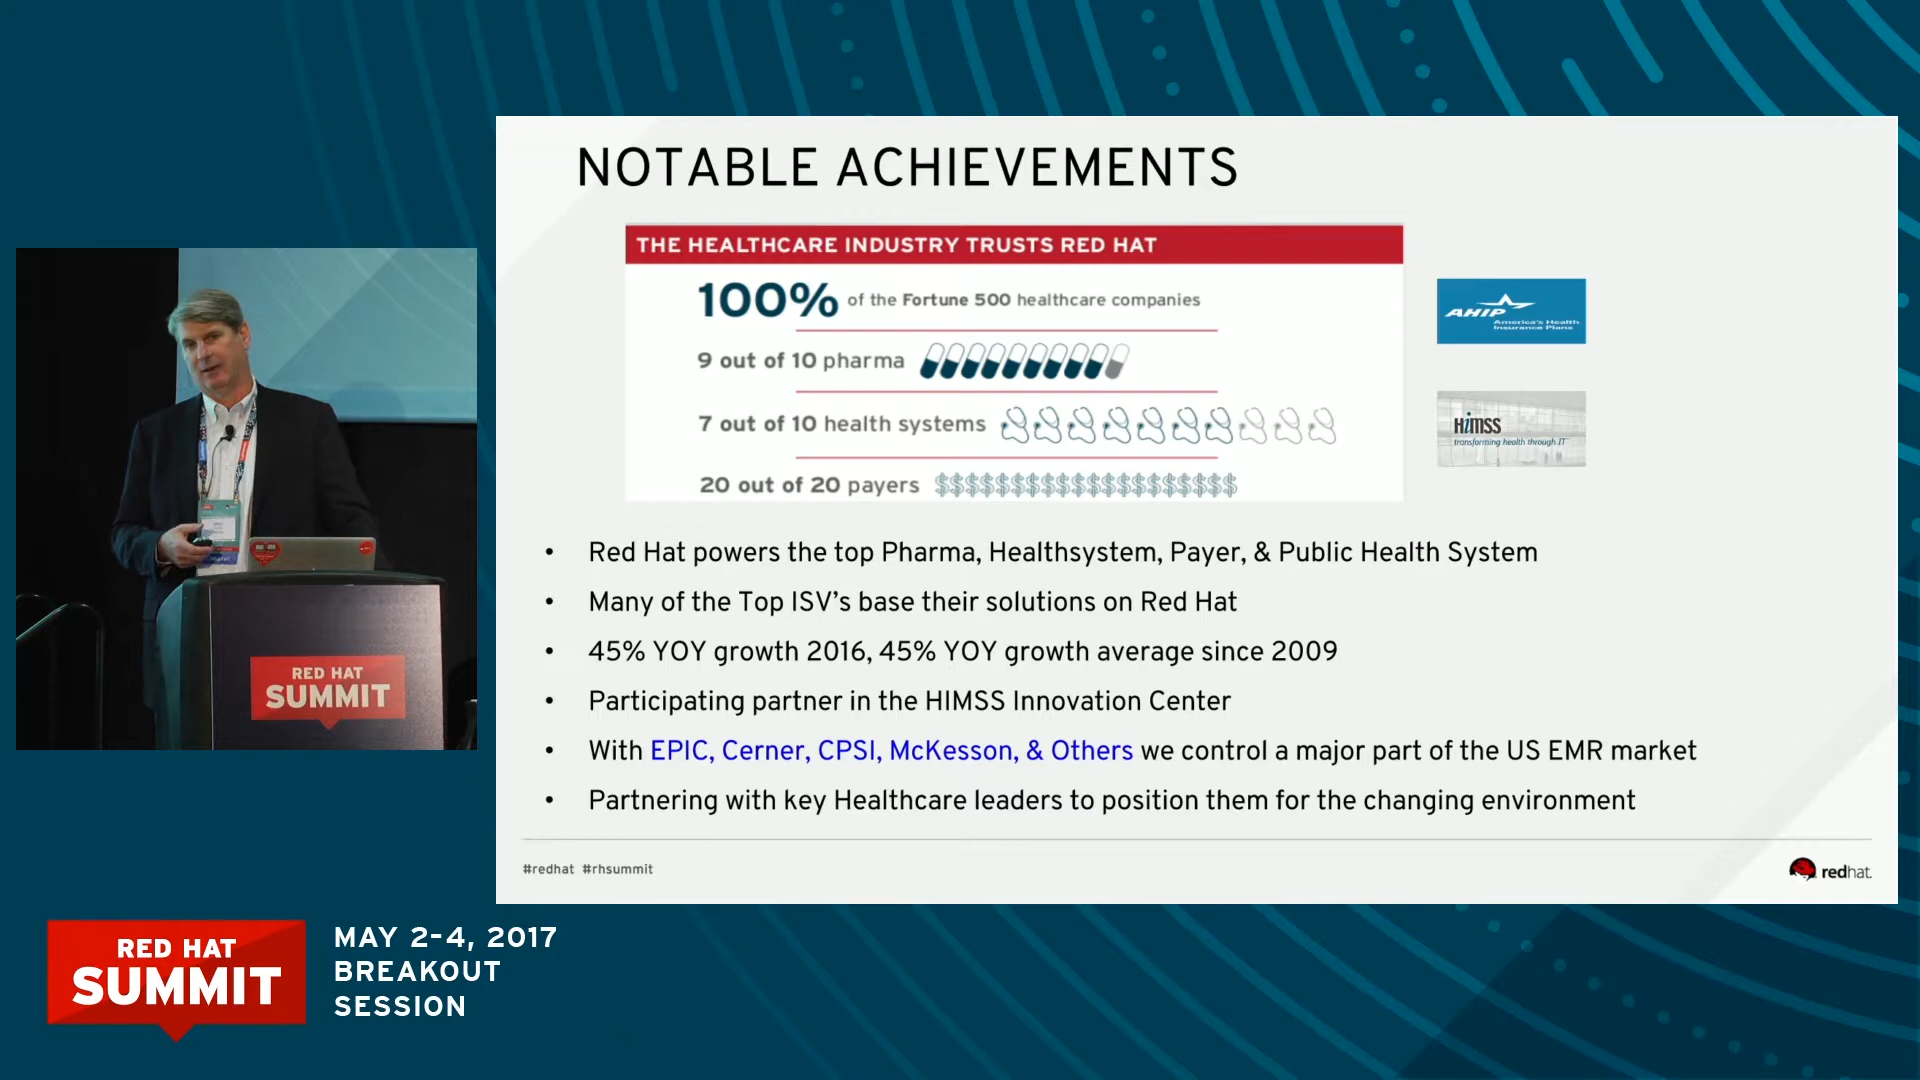 NOTABLE ACHIEVEMENTS
THE HEALTHCARE INDUSTRY TRUSTS RED HAT
100% of the Fortune 500 healthcare companies
9 out of 10 pharma
7 out of 10 health systems
20 out of 20 payers $$$$$$$$$$$$$$$$$$$$
AHIP
America's Health
Insurance Plans
HiMSS
transforming health through IT
• Red Hat powers the top Pharma, Healthsystem, Payer, & Public Health System
• Many of the Top ISV's base their solutions on Red Hat
• 45% YOY growth 2016, 45% YOY growth average since 2009
• Participating partner in the HIMSS Innovation Center
• With EPIC, Cerner, CPSI, McKesson, & Others we control a major part of the US EMR market
• Partnering with key Healthcare leaders to position them for the changing environment
#redhat #rhsummit
redhat.
RED HAT
SUMMIT
RED HAT
SUMMIT
MAY 2-4, 2017
BREAKOUT
SESSION